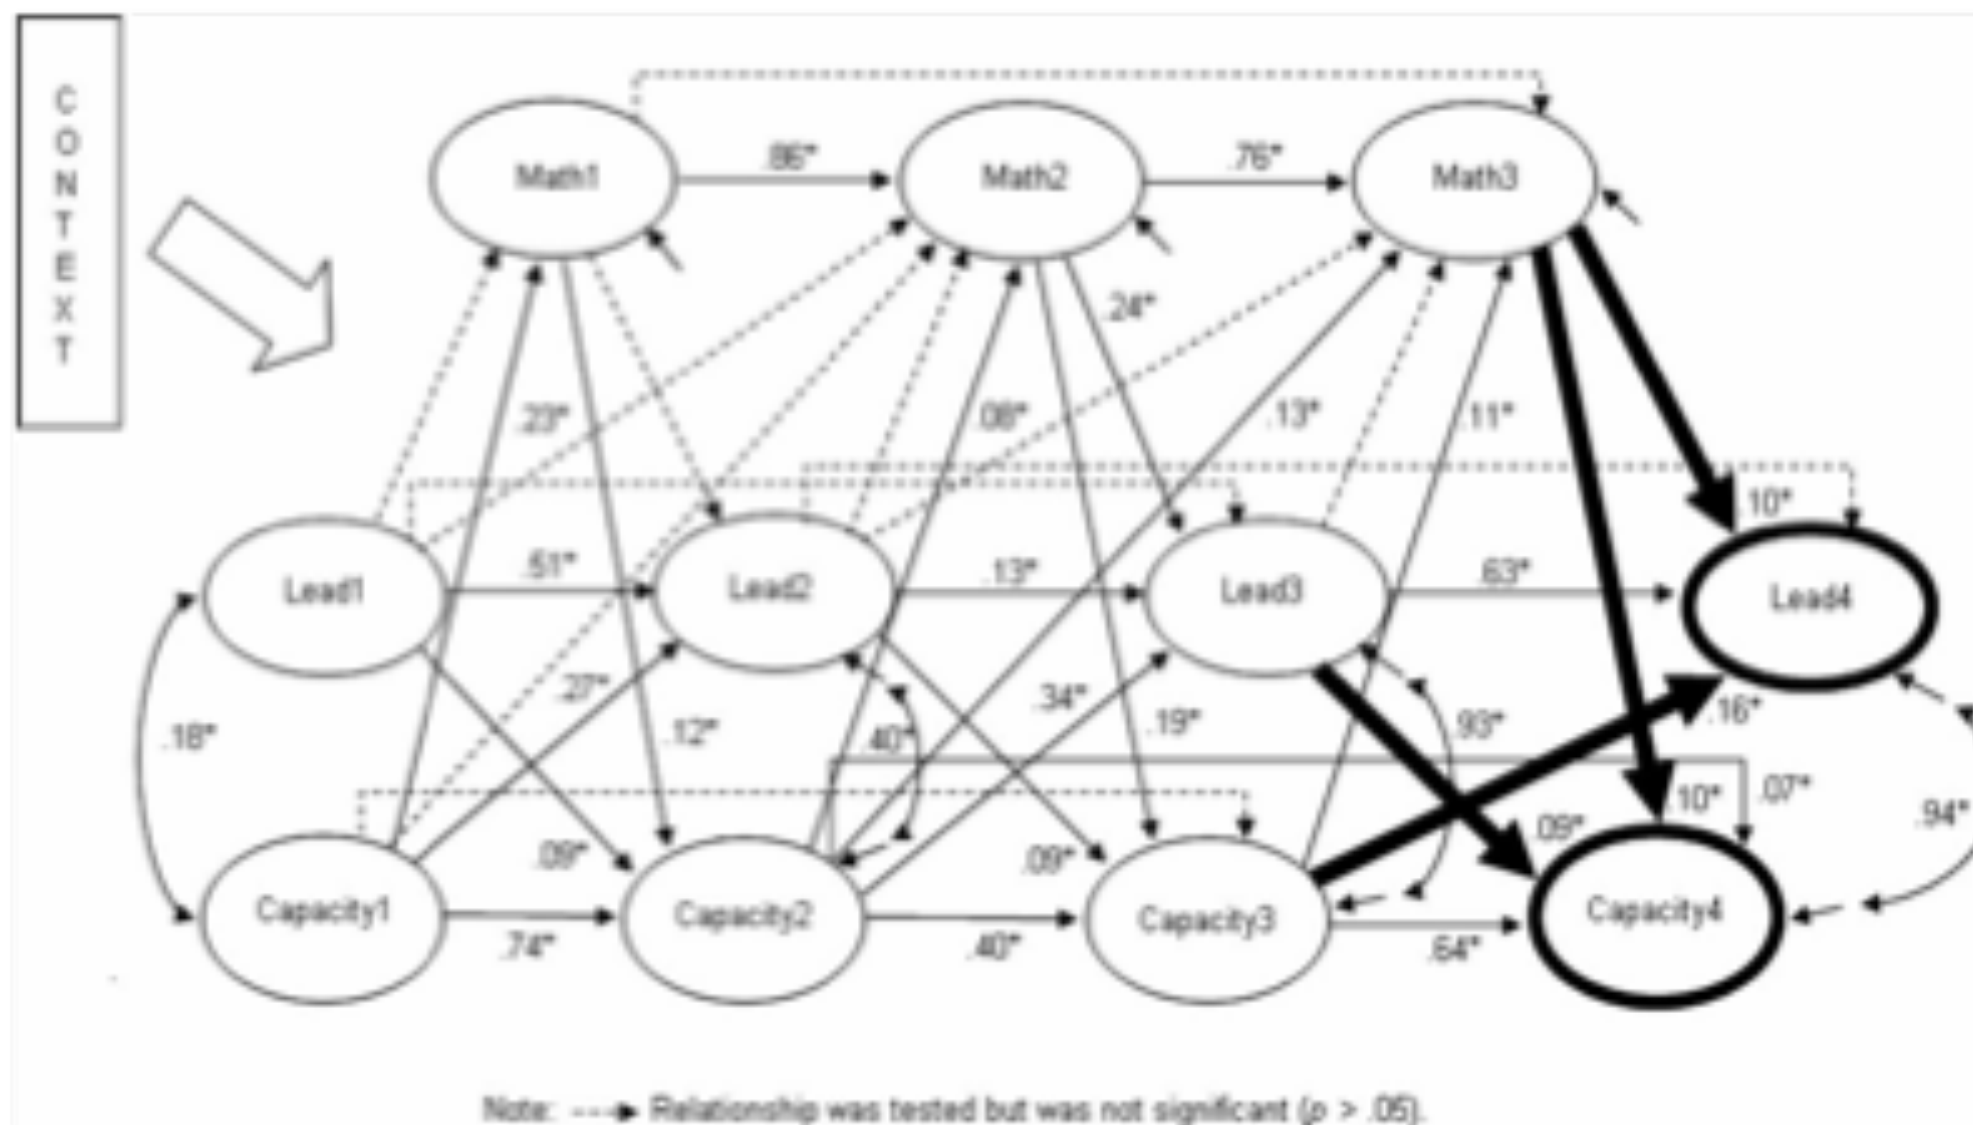 CONTEXT
Math1
.86*
Math2
.76*
Math3
.24*
.23*
.08*
.13*
.11*
.10*
Lead1
.51*
Lead2
.13*
Lead3
.63*
Lead4
.18*
.27*
.12*
.40*
.34*
.19*
.93*
.16*
.09*
.09*
.09*
.10*
.07*
.94*
Capacity1
.74*
Capacity2
.40*
Capacity3
.64*
Capacity4
Note: Relationship was tested but was not significant (p > .05).